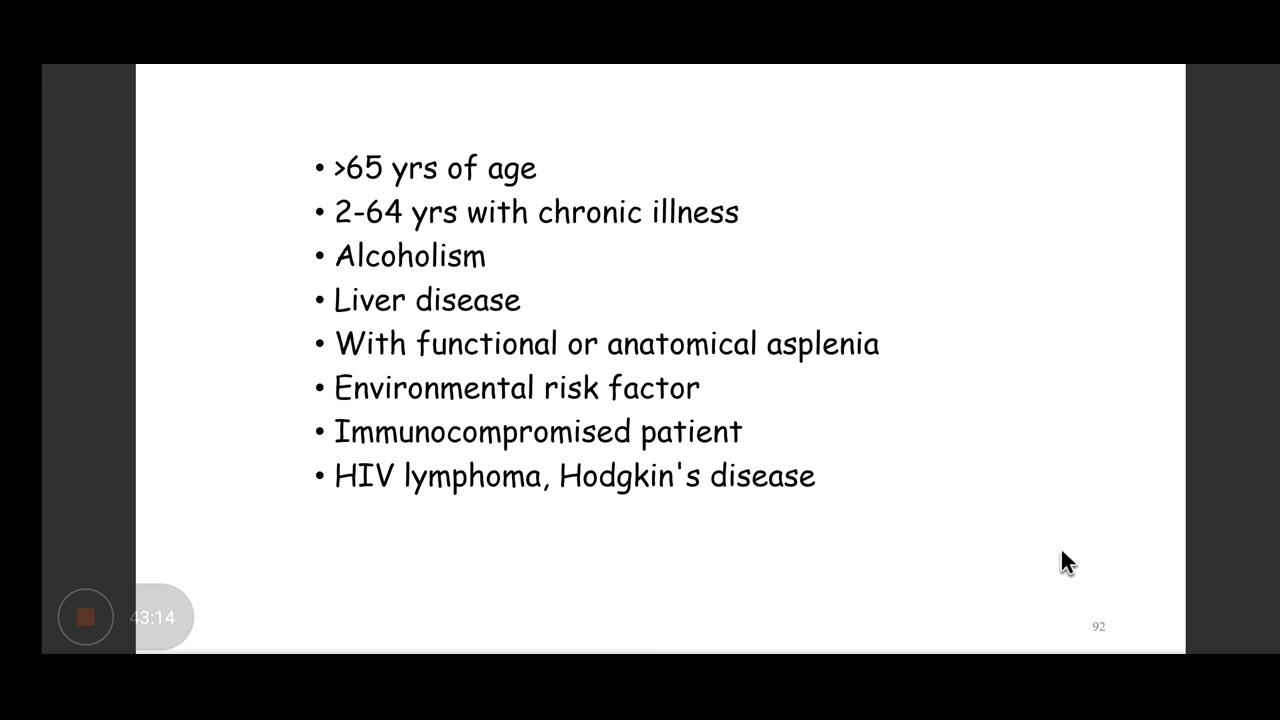 • >65 yrs of age
• 2-64 yrs with chronic illness
• Alcoholism
• Liver disease
• With functional or anatomical asplenia
• Environmental risk factor
• Immunocompromised patient
• HIV lymphoma, Hodgkin's disease
43:14
92